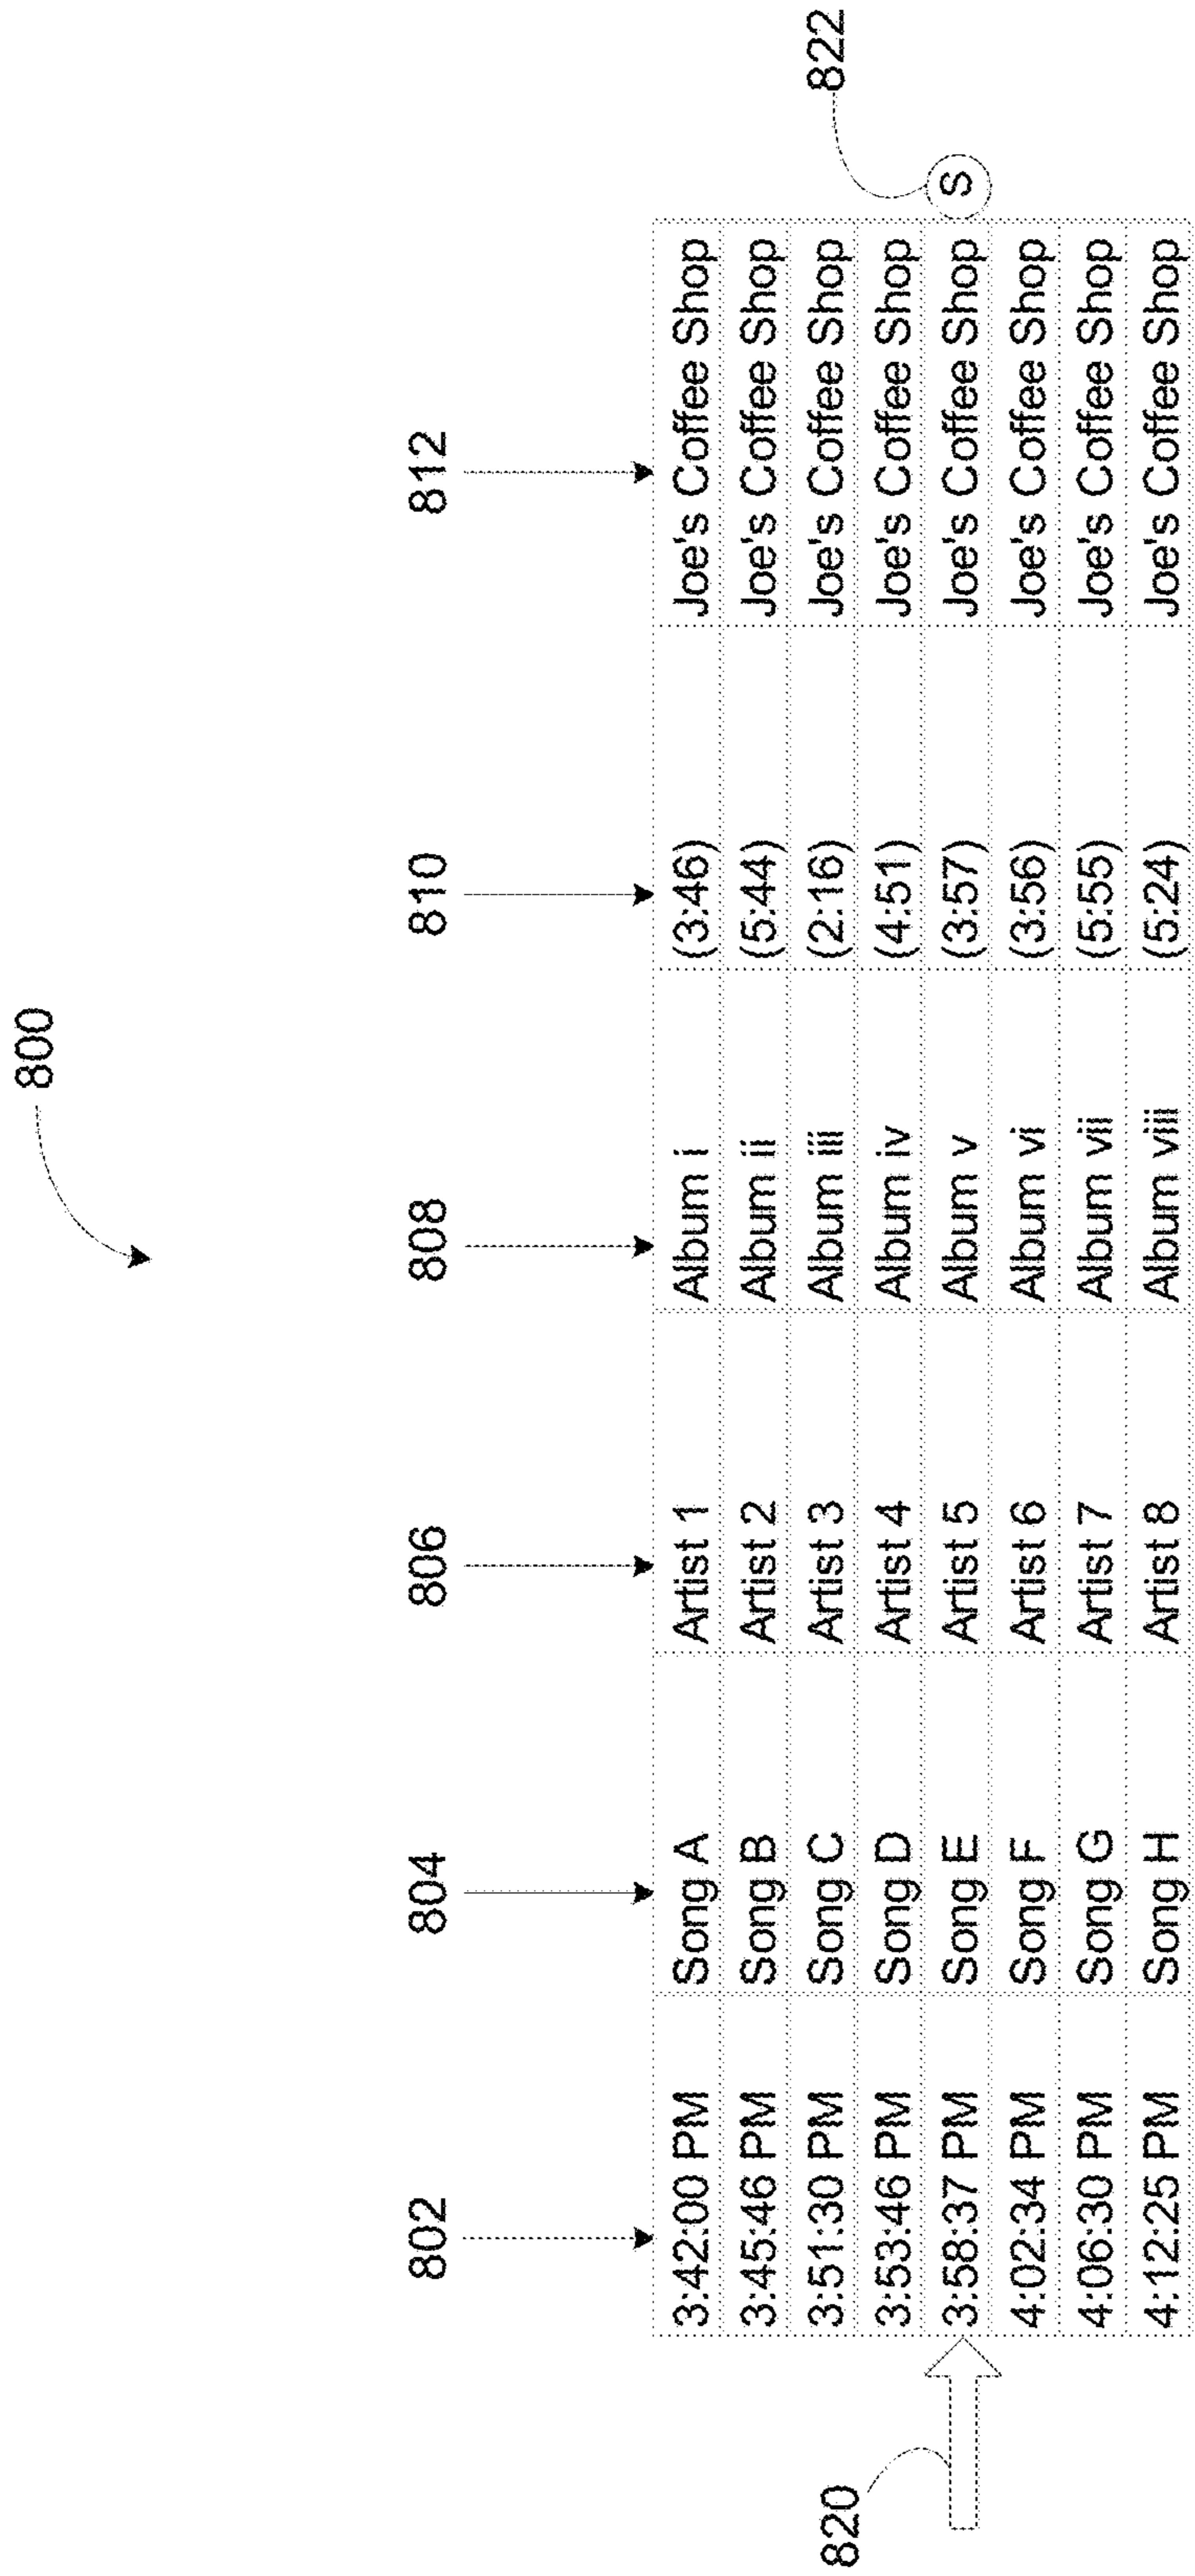 800
802 804 806 808 810 812
3:42:00 PM Song A Artist 1 Album i (3:46) Joe's Coffee Shop
3:45:46 PM Song B Artist 2 Album ii (5:44) Joe's Coffee Shop
3:51:30 PM Song C Artist 3 Album iii (2:16) Joe's Coffee Shop
3:53:46 PM Song D Artist 4 Album iv (4:51) Joe's Coffee Shop
820
822
3:58:37 PM Song E Artist 5 Album v (3:57) Joe's Coffee Shop S
4:02:34 PM Song F Artist 6 Album vi (3:56) Joe's Coffee Shop
4:06:30 PM Song G Artist 7 Album vii (5:55) Joe's Coffee Shop
4:12:25 PM Song H Artist 8 Album viii (5:24) Joe's Coffee Shop